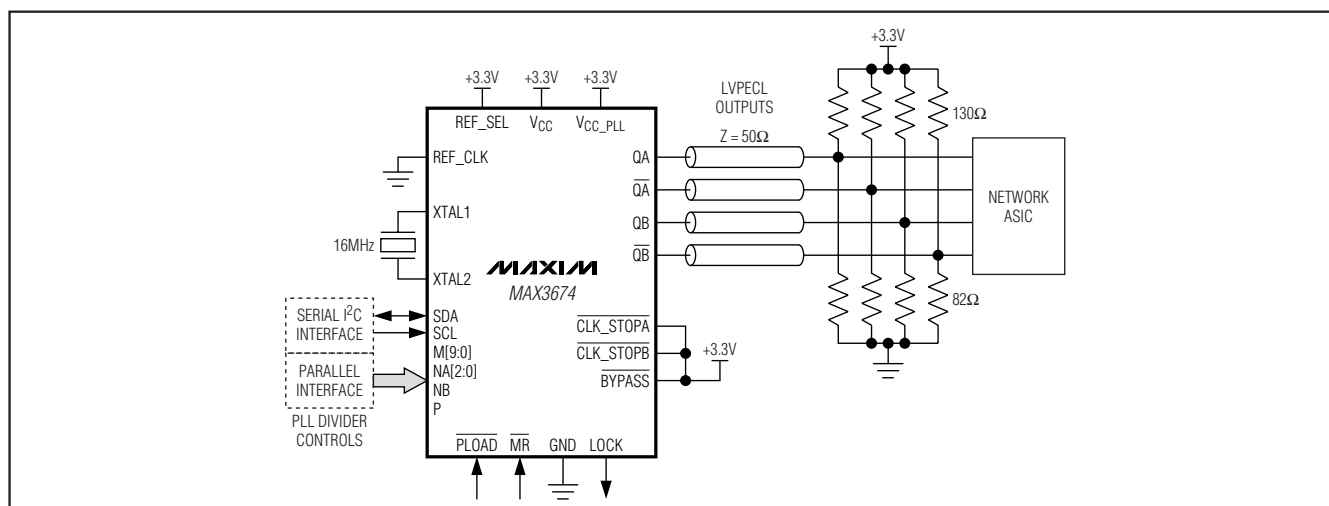 +3.3V
+3.3V
+3.3V
+3.3V
REF_SEL
VCC
VCC_PLL
LVPECL
OUTPUTS
Z = 50Ω
130Ω
REF_CLK
QA
QA
QB
QB
NETWORK
ASIC
XTAL1
16MHz
XTAL2
MAXIM
MAX3674
82Ω
SERIAL I²C
INTERFACE
SDA
SCL
M[9:0]
NA[2:0]
NB
P
PARALLEL
INTERFACE
PLL DIVIDER
CONTROLS
CLK_STOPA
CLK_STOPB
BYPASS
+3.3V
PLOAD
MR
GND
LOCK